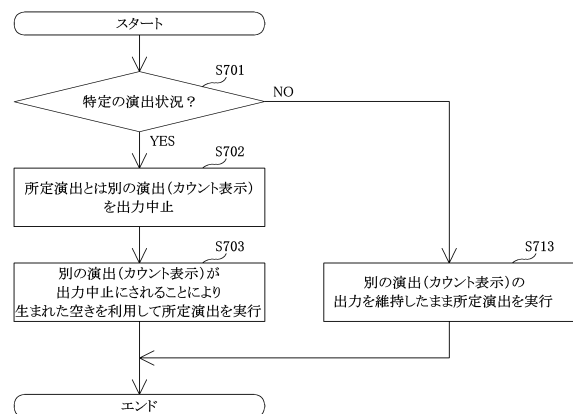 スタート
S701
特定の演出状況？
NO
YES
S702
所定演出とは別の演出(カウント表示)
を出力中止
S703
別の演出(カウント表示)が
出力中止にされることにより
生まれた空きを利用して所定演出を実行
S713
別の演出(カウント表示)の
出力を維持したまま所定演出を実行
エンド